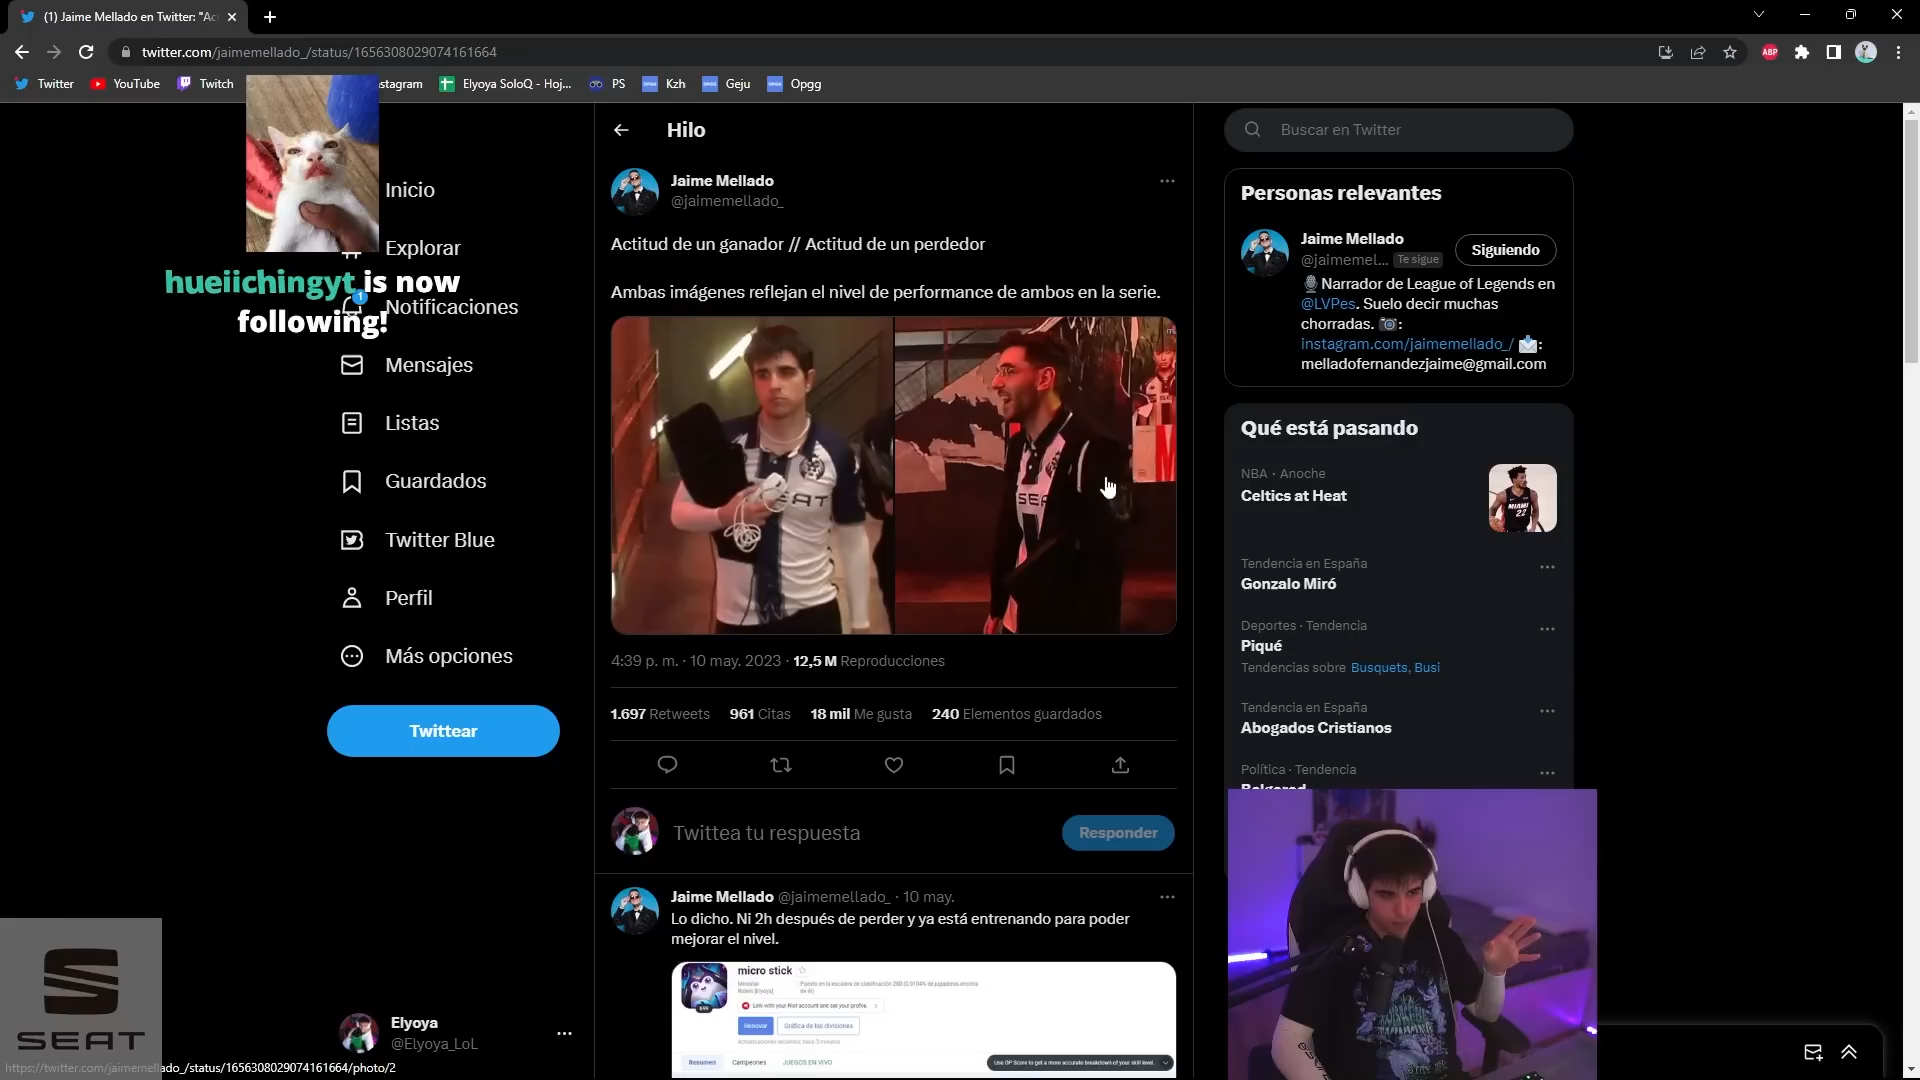 (1) Jaime Mellado en Twitter: "Ac
twitter.com/jaimemellado_/status/1656308029074161664
ABP
Twitter
YouTube
Twitch
stagram
Elyoya SoloQ - Hoj...
PS
Kzh
Geju
Opgg
hueiichingyt is now
following!
Inicio
Explorar
1
Notificaciones
Mensajes
Listas
Guardados
Twitter Blue
Perfil
Más opciones
Twittear
Elyoya
@Elyoya_LoL
SEAT
https://twitter.com/jaimemellado_/status/1656308029074161664/photo/2
Hilo
Jaime Mellado
@jaimemellado_
Actitud de un ganador // Actitud de un perdedor
Ambas imágenes reflejan el nivel de performance de ambos en la serie.
SEAT
SEA
4:39 p. m. · 10 may. 2023 · 12,5 M Reproducciones
1.697 Retweets 961 Citas 18 mil Me gusta 240 Elementos guardados
Twittea tu respuesta
Responder
Jaime Mellado @jaimemellado_ · 10 may.
Lo dicho. Ni 2h después de perder y ya está entrenando para poder
mejorar el nivel.
micro stick
Link with your Riot account and set your profile.
Renovar
Gráfica de las divisiones
Resumen
Campeones
JUEGOS EN VIVO
Use OP Score to get a more accurate breakdown of your skill level.
Buscar en Twitter
Personas relevantes
Jaime Mellado
@jaimemel... Te sigue
Siguiendo
Narrador de League of Legends en
@LVPes. Suelo decir muchas
chorradas. :
instagram.com/jaimemellado_/ :
melladofernandezjaime@gmail.com
Qué está pasando
NBA · Anoche
Celtics at Heat
MIAMI
22
Tendencia en España
Gonzalo Miró
Deportes · Tendencia
Piqué
Tendencias sobre Busquets, Busi
Tendencia en España
Abogados Cristianos
Política · Tendencia